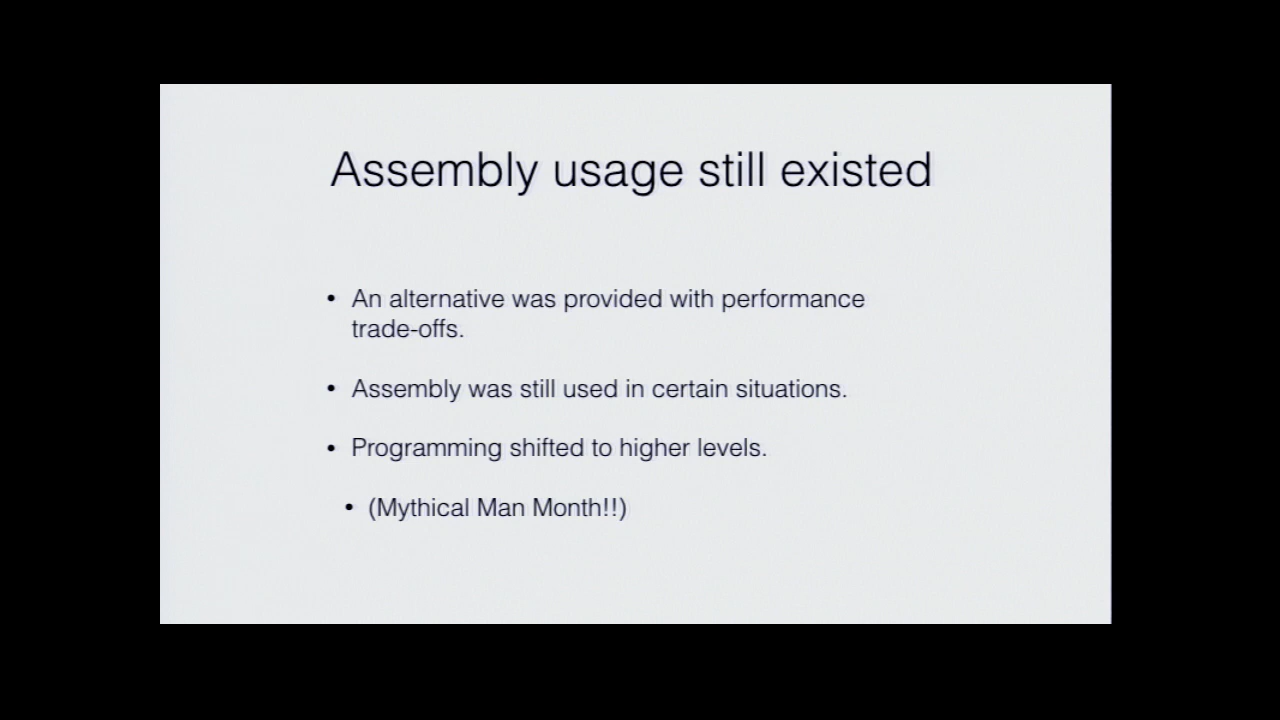 Assembly usage still existed
• An alternative was provided with performance
trade-offs.
• Assembly was still used in certain situations.
• Programming shifted to higher levels.
• (Mythical Man Month!!)